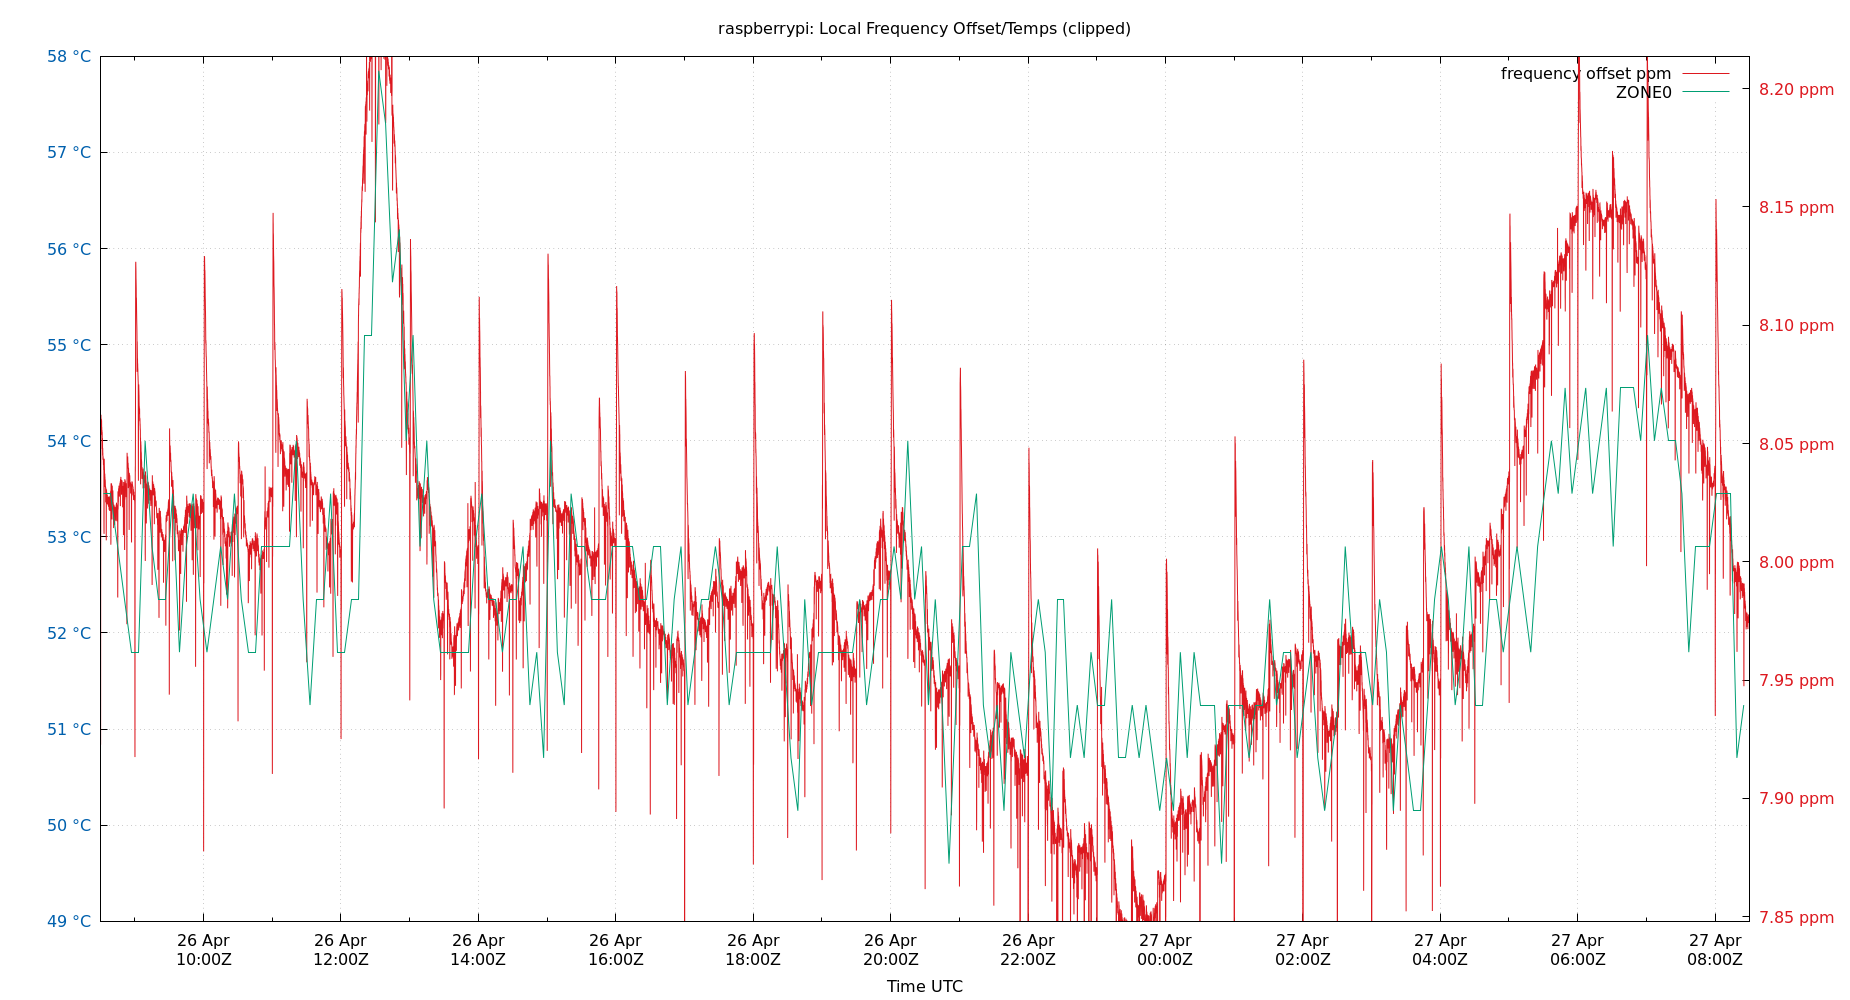 raspberrypi: Local Frequency Offset/Temps (clipped)
58 °C
57 °C
56 °C
55 °C
54 °C
53 °C
52 °C
51 °C
50 °C
49 °C
frequency offset ppm
ZONE0
8.20 ppm
8.15 ppm
8.10 ppm
8.05 ppm
8.00 ppm
7.95 ppm
7.90 ppm
7.85 ppm
26 Apr
10:00Z
26 Apr
12:00Z
26 Apr
14:00Z
26 Apr
16:00Z
26 Apr
18:00Z
26 Apr
20:00Z
26 Apr
22:00Z
27 Apr
00:00Z
27 Apr
02:00Z
27 Apr
04:00Z
27 Apr
06:00Z
27 Apr
08:00Z
Time UTC